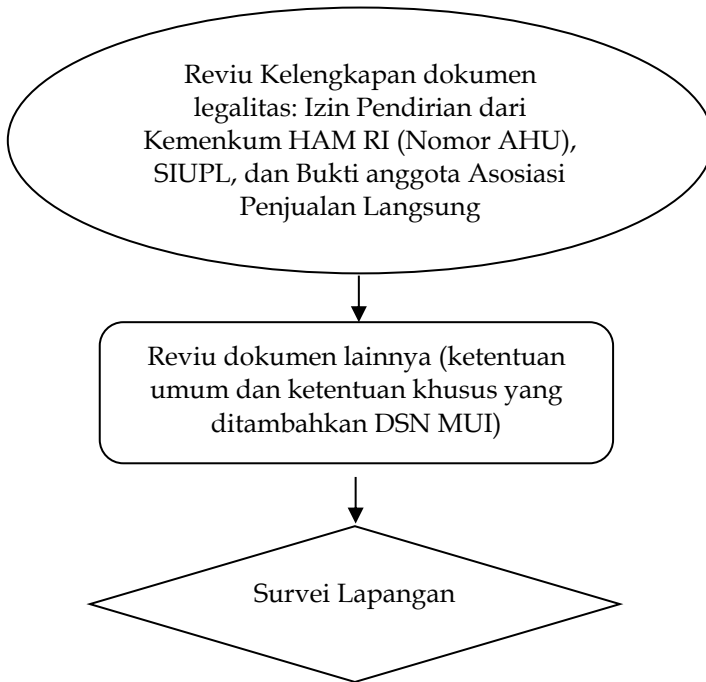 Reviu Kelengkapan dokumen
legalitas: Izin Pendirian dari
Kemenkum HAM RI (Nomor AHU),
SIUPL, dan Bukti anggota Asosiasi
Penjualan Langsung
Reviu dokumen lainnya (ketentuan
umum dan ketentuan khusus yang
ditambahkan DSN MUI)
Survei Lapangan